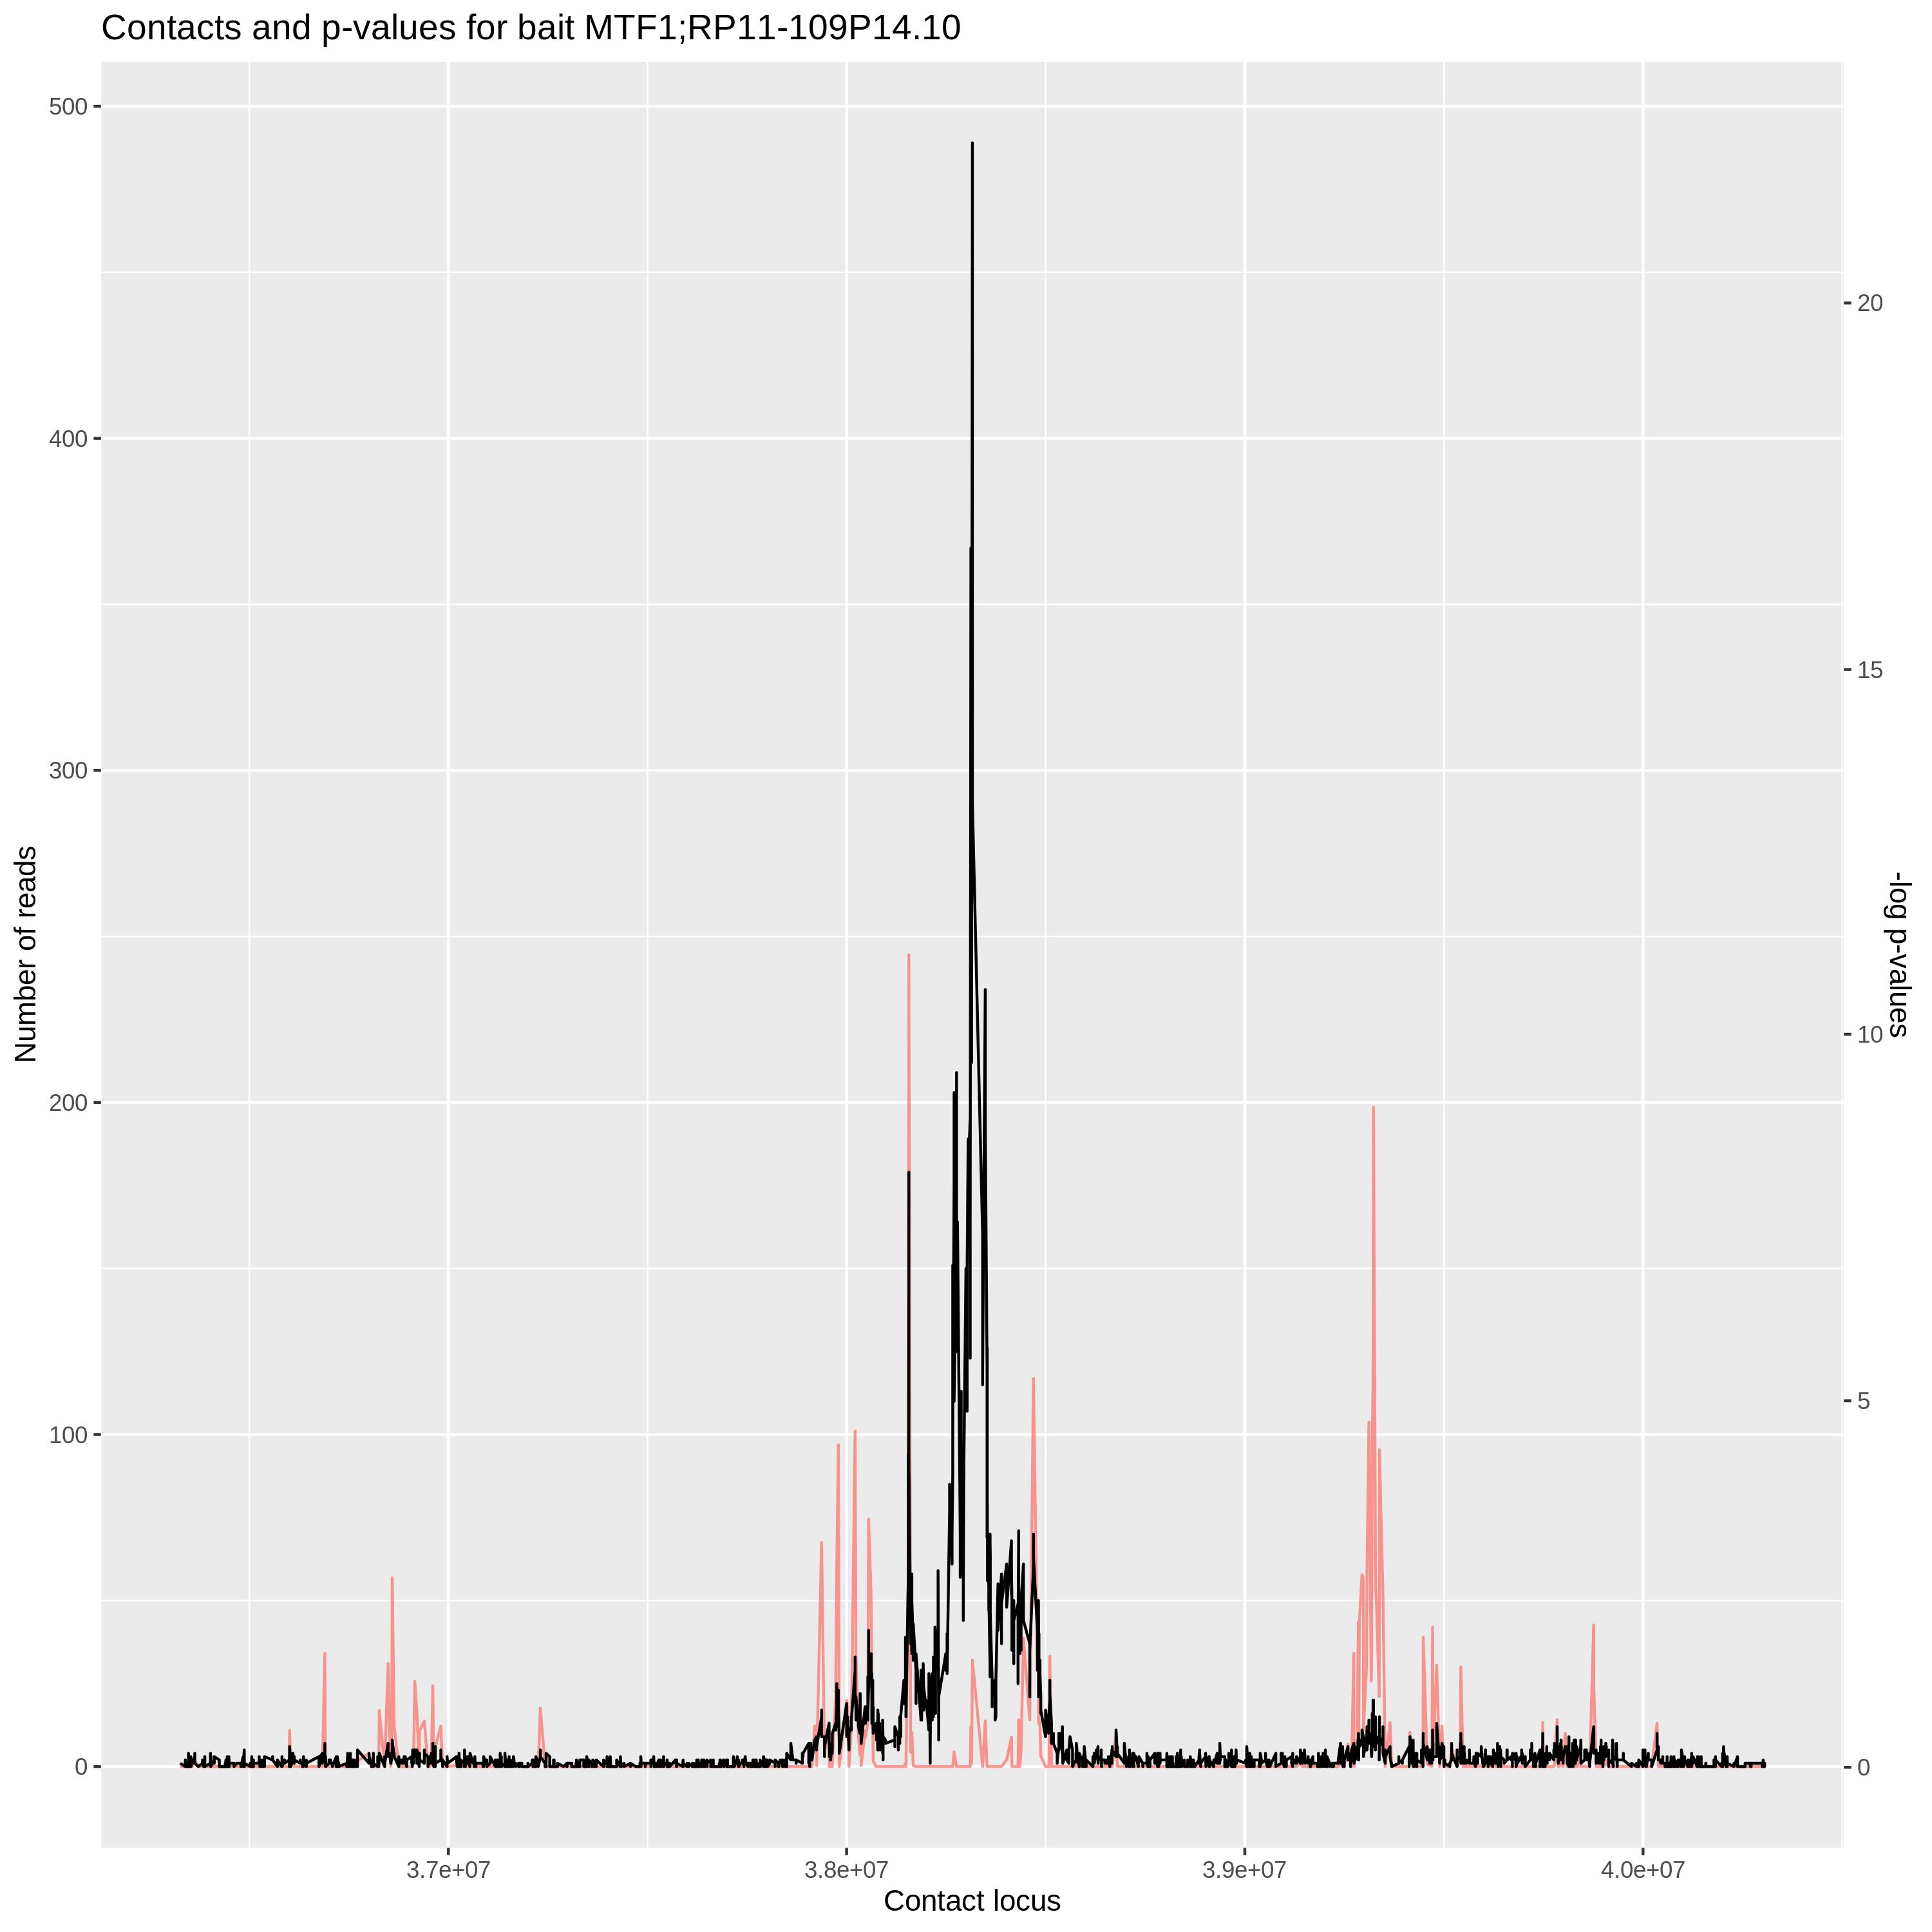 Contacts and p-values for bait MTF1;RP11-109P14.10
500
400
300
200
100
0
Number of reads
20
15
10
5
0
-log p-values
3.7e+07
3.8e+07
3.9e+07
4.0e+07
Contact locus